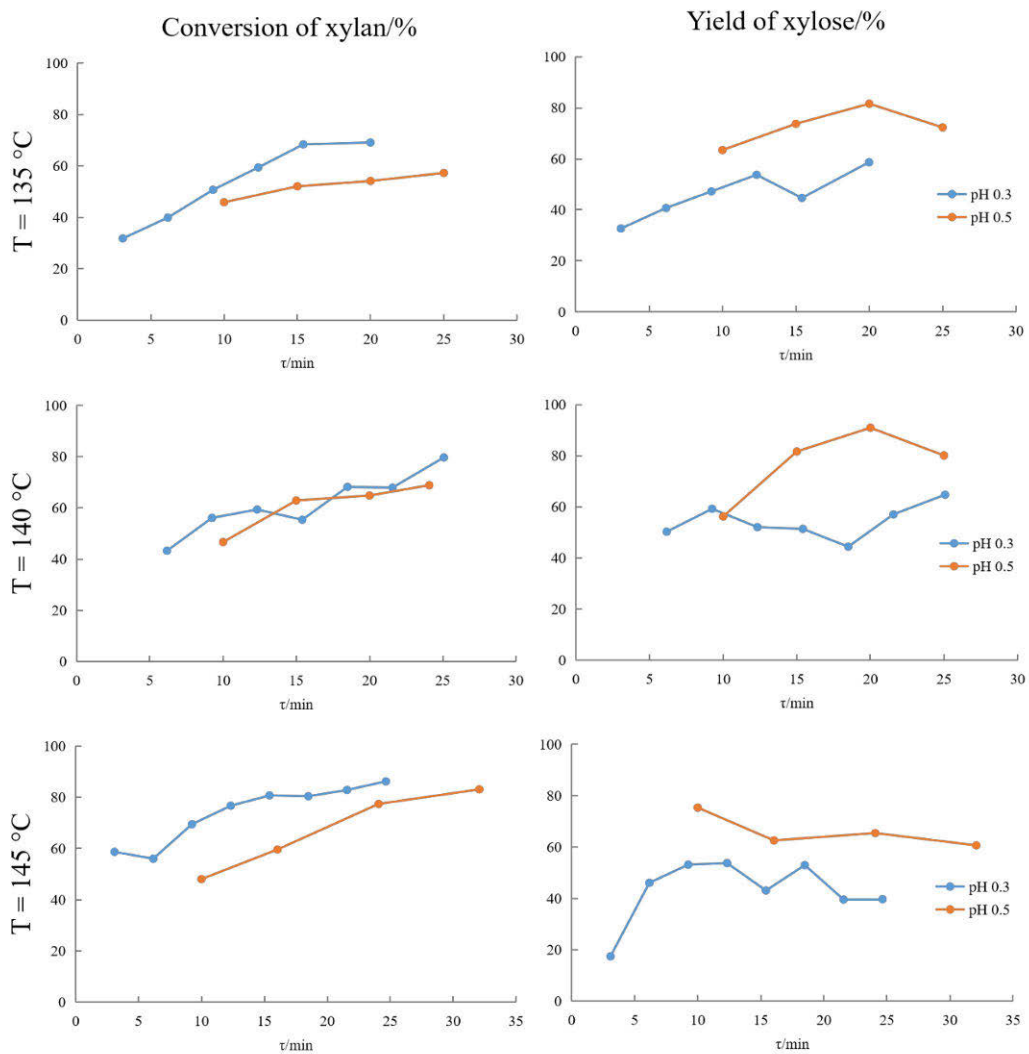 Conversion of xylan/%
Yield of xylose/%
T = 135 °C
100
80
60
40
20
0
0 5 10 15 20 25 30
τ/min
100
80
60
40
20
0
0 5 10 15 20 25 30
τ/min
pH 0.3
pH 0.5
T = 140 °C
100
80
60
40
20
0
0 5 10 15 20 25 30
τ/min
100
80
60
40
20
0
0 5 10 15 20 25 30
τ/min
pH 0.3
pH 0.5
T = 145 °C
100
80
60
40
20
0
0 5 10 15 20 25 30 35
τ/min
100
80
60
40
20
0
0 5 10 15 20 25 30 35
τ/min
pH 0.3
pH 0.5